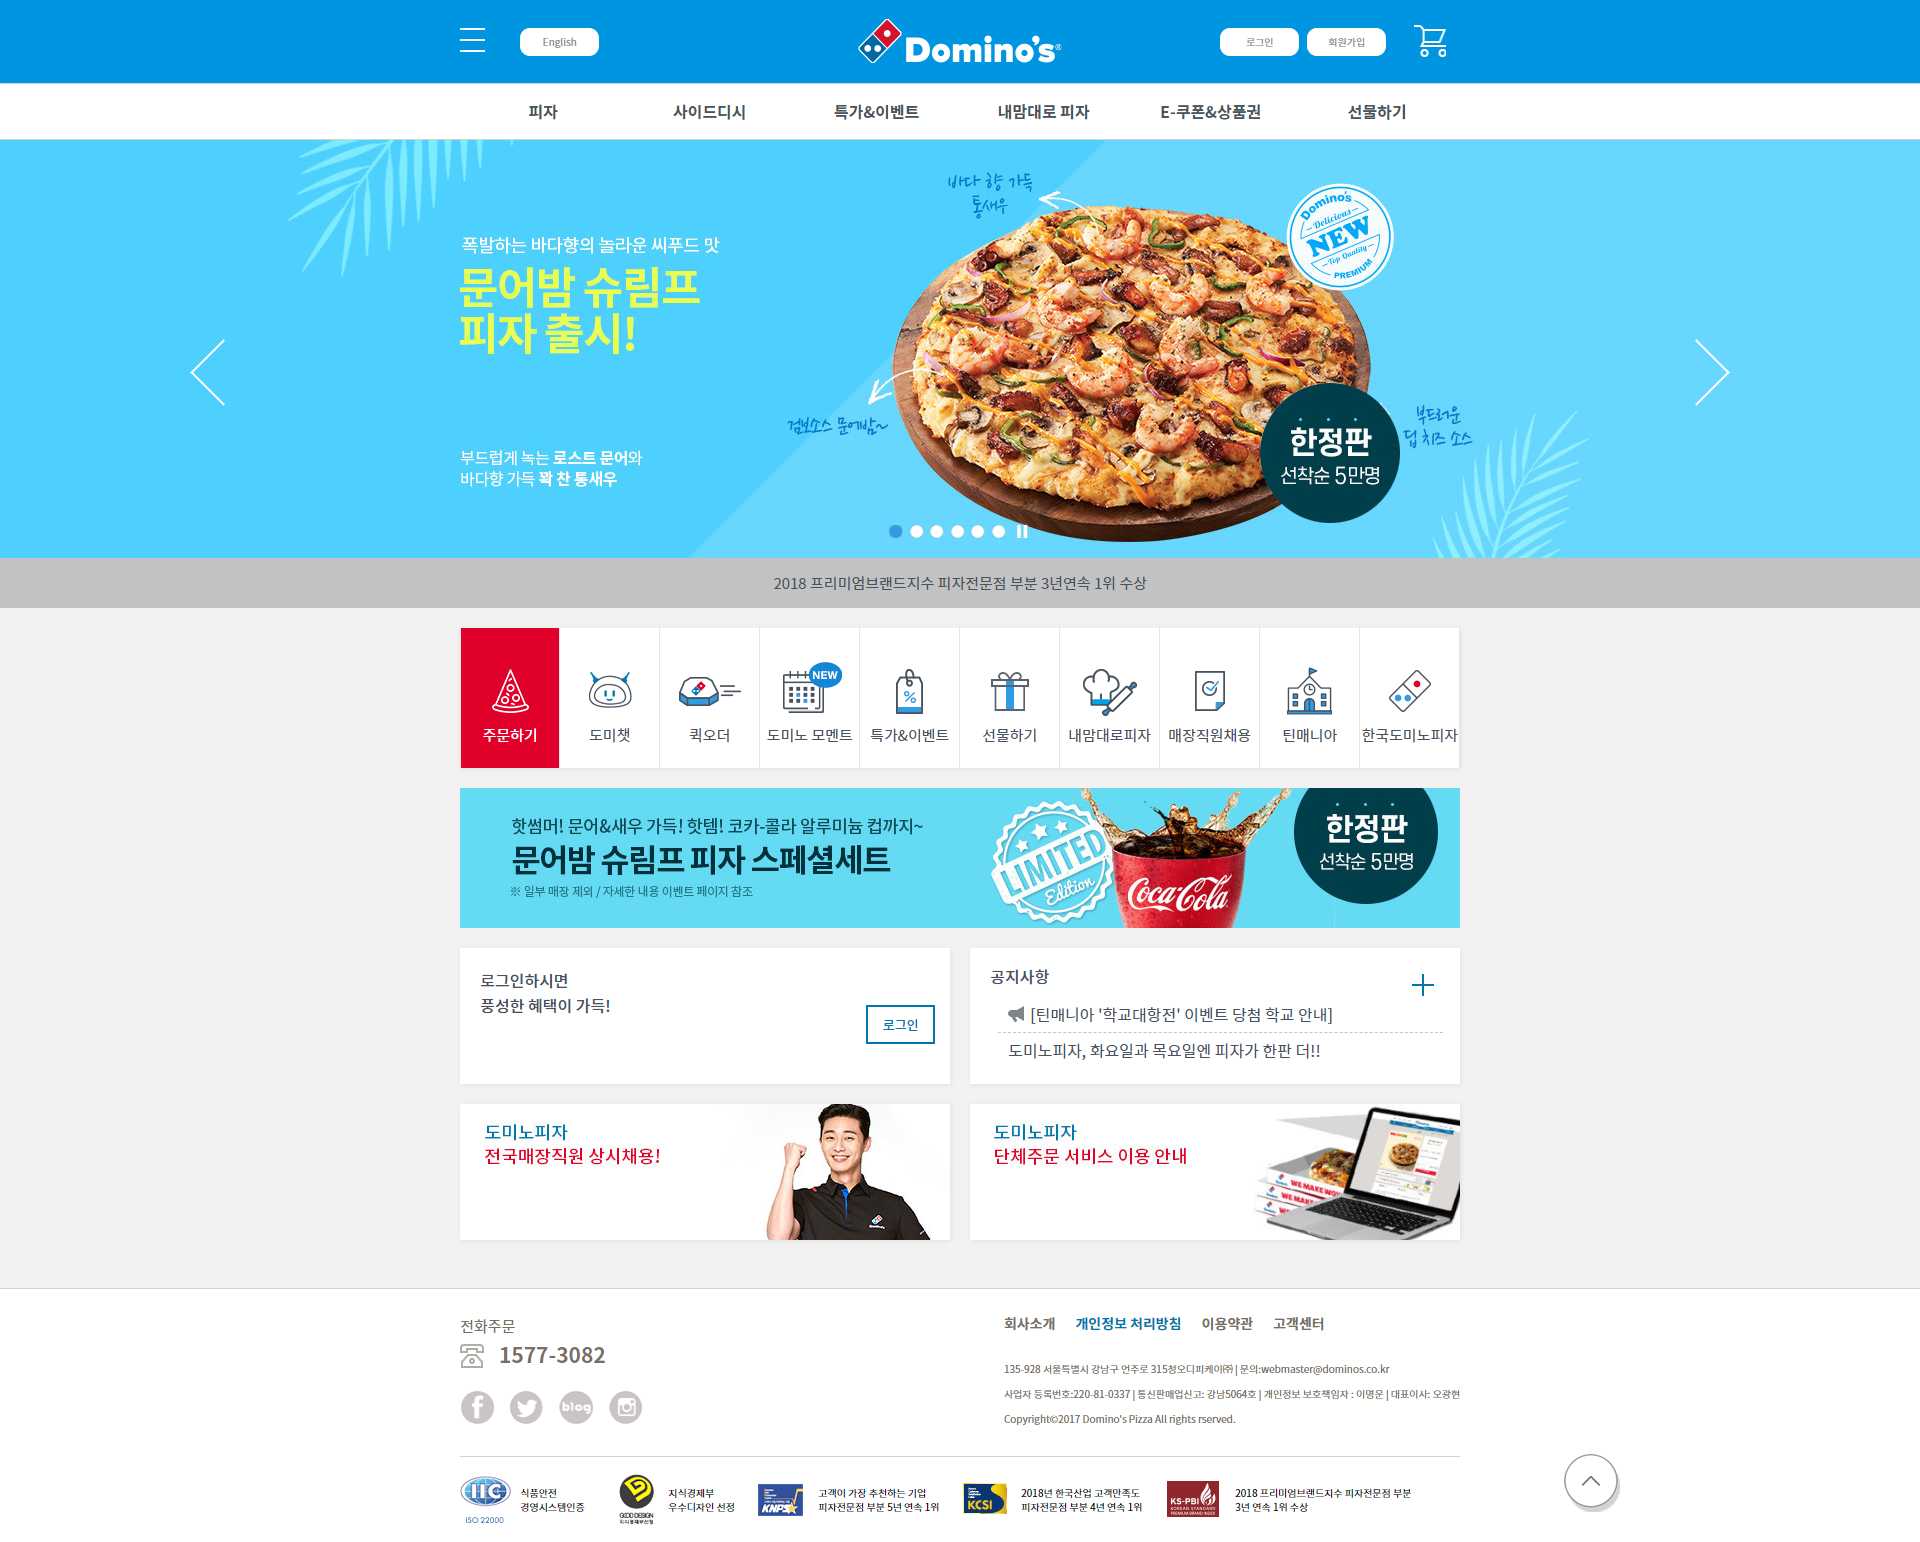 English
Domino's
로그인
회원가입
피자
사이드디시
특가&이벤트
내맘대로 피자
E-쿠폰&상품권
선물하기
폭발하는 바다향의 놀라운 씨푸드 맛
문어밤 슈림프
피자 출시!
부드럽게 녹는 로스트 문어와
바다향 가득 꽉 찬 통새우
바다 향 가득
통새우
Domino's
Delicious
NEW
Top Quality
PREMIUM
검보소스 문어밤~
부드러운
딥 치즈 소스
한정판
선착순 5만명
2018 프리미엄브랜드지수 피자전문점 부분 3년연속 1위 수상
주문하기
도미챗
퀵오더
NEW
도미노 모멘트
특가&이벤트
선물하기
내맘대로피자
매장직원채용
틴매니아
한국도미노피자
핫썸머! 문어&새우 가득! 핫템! 코카-콜라 알루미늄 컵까지~
문어밤 슈림프 피자 스페셜세트
※ 일부 매장 제외 / 자세한 내용 이벤트 페이지 참조
LIMITED
Edition
Coca-Cola
한정판
선착순 5만명
로그인하시면
풍성한 혜택이 가득!
로그인
공지사항
[틴매니아 '학교대항전' 이벤트 당첨 학교 안내]
도미노피자, 화요일과 목요일엔 피자가 한판 더!!
도미노피자
전국매장직원 상시채용!
도미노피자
단체주문 서비스 이용 안내
전화주문
1577-3082
blog
회사소개
개인정보 처리방침
이용약관
고객센터
135-928 서울특별시 강남구 언주로 315청오디피케이㈜ | 문의:webmaster@dominos.co.kr
사업자 등록번호:220-81-0337 | 통신판매업신고: 강남5064호 | 개인정보 보호책임자 : 이명운 | 대표이사: 오광현
Copyright©2017 Domino's Pizza All rights rserved.
IIC
ISO 22000
식품안전
경영시스템인증
GOOD DESIGN
지식경제부
우수디자인 선정
KNPS
고객이 가장 추천하는 기업
피자전문점 부분 5년 연속 1위
KCSI
2018년 한국산업 고객만족도
피자전문점 부분 4년 연속 1위
KS-PBI
2018 프리미엄브랜드지수 피자전문점 부분
3년 연속 1위 수상